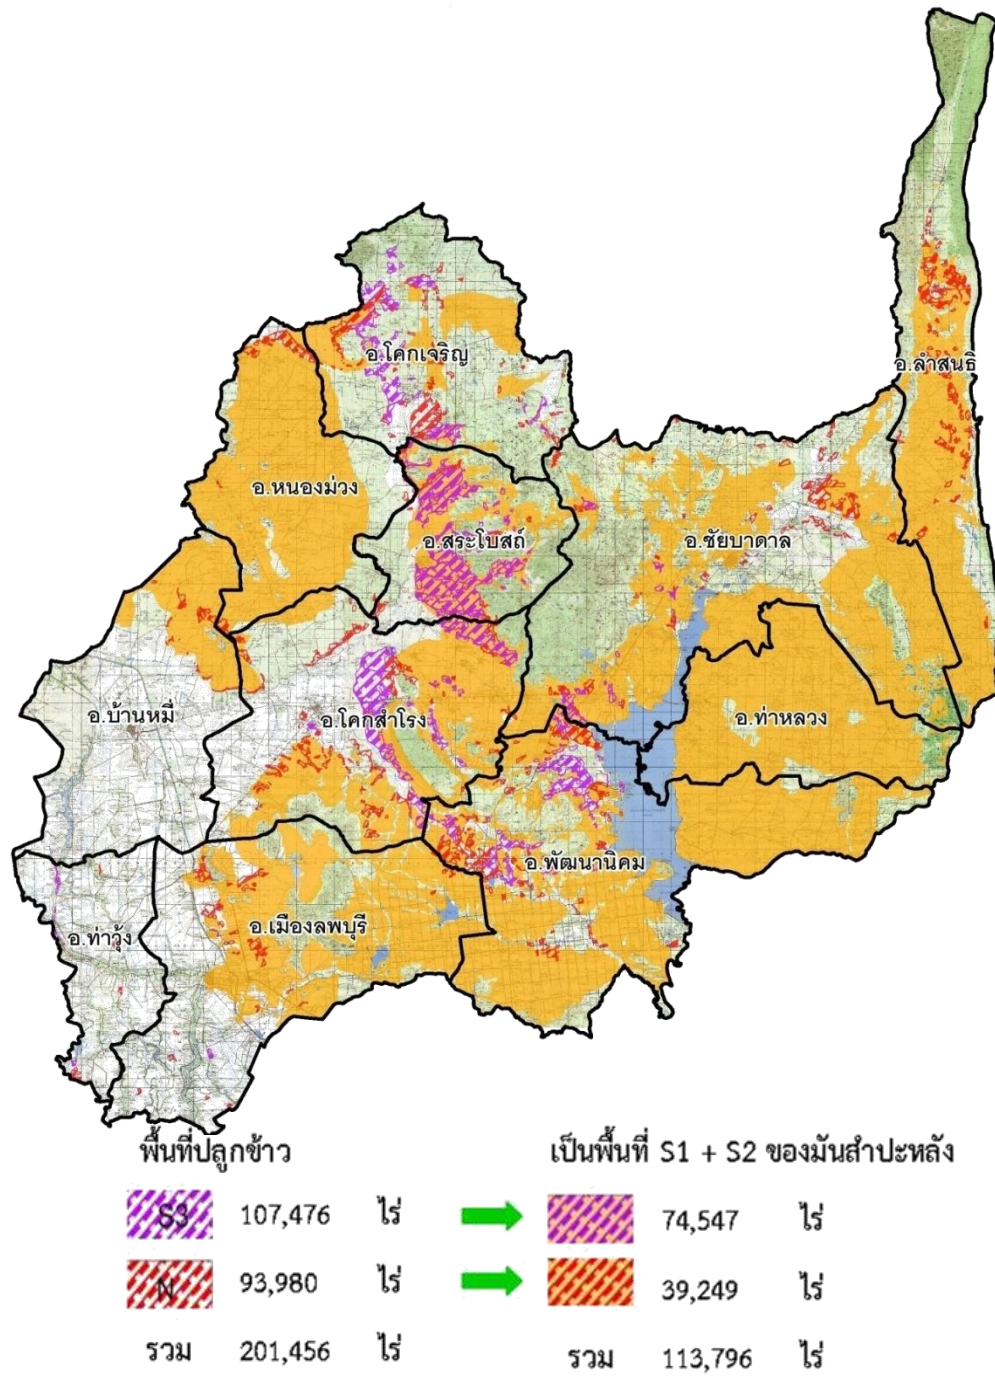 อ.โคกเจริญ
อ.ลำสนธิ
อ.หนองม่วง
อ.สระโบสถ์
อ.ชัยบาดาล
อ.บ้านหมี่
อ.โคกสำโรง
อ.ท่าหลวง
อ.พัฒนานิคม
อ.ท่าวุ้ง
อ.เมืองลพบุรี
พื้นที่ปลูกข้าว เป็นพื้นที่ S1 + S2 ของมันสำปะหลัง
S3 107,476 ไร่ 74,547 ไร่
N 93,980 ไร่ 39,249 ไร่
รวม 201,456 ไร่ รวม 113,796 ไร่